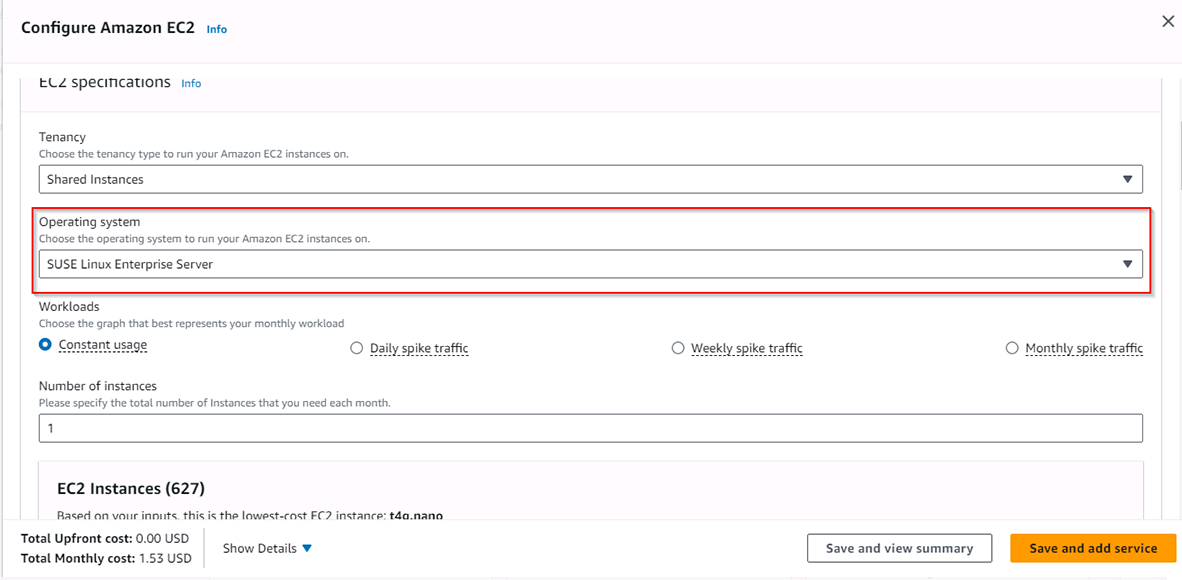 Configure Amazon EC2 Info
EC2 specifications Info
Tenancy
Choose the tenancy type to run your Amazon EC2 instances on.
Shared Instances
Operating system
Choose the operating system to run your Amazon EC2 instances on.
SUSE Linux Enterprise Server
Workloads
Choose the graph that best represents your monthly workload
Constant usage
Daily spike traffic
Weekly spike traffic
Monthly spike traffic
Number of instances
Please specify the total number of Instances that you need each month.
1
EC2 Instances (627)
Based on your inputs, this is the lowest-cost EC2 instance: t4g.nano
Total Upfront cost: 0.00 USD
Total Monthly cost: 1.53 USD
Show Details
Save and view summary
Save and add service